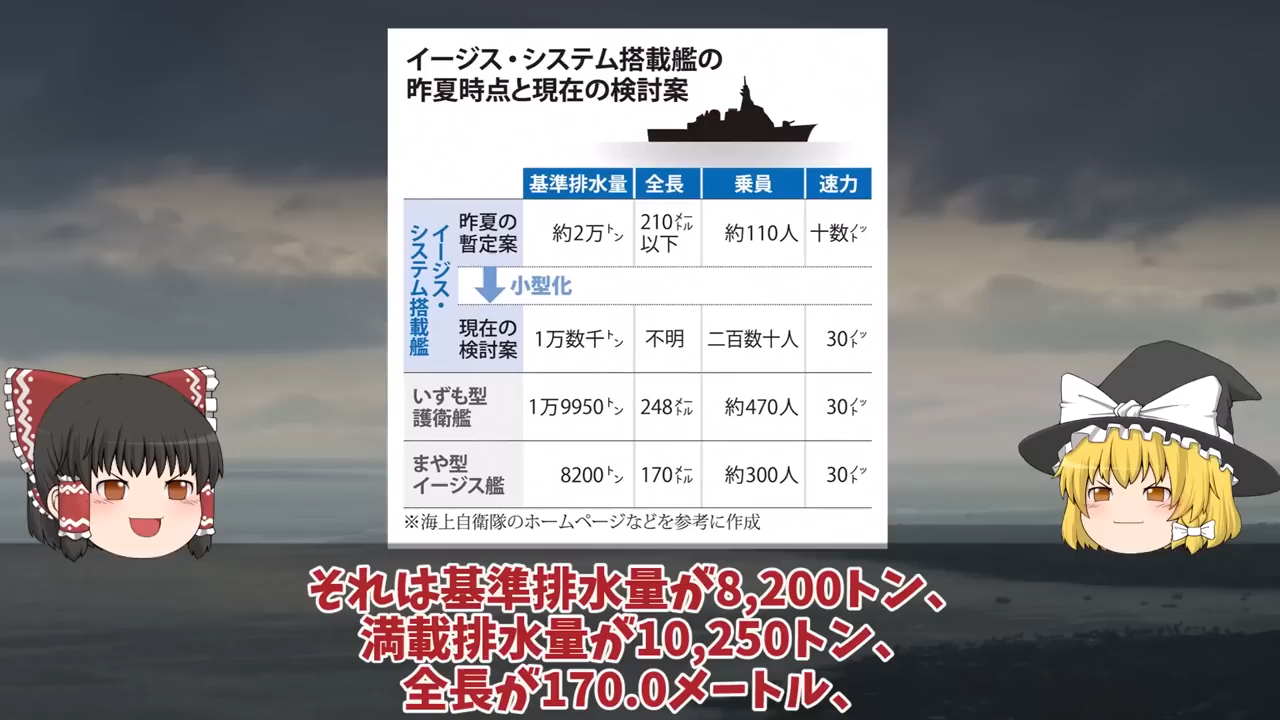 イージス・システム搭載艦の
昨夏時点と現在の検討案
基準排水量 全長 乗員 速力
イージス・
システム搭載艦
昨夏の
暫定案
約2万トン
210メートル
以下
約110人
十数ノット
小型化
現在の
検討案
1万数千トン
不明
二百数十人
30ノット
いずも型
護衛艦
1万9950トン
248メートル
約470人
30ノット
まや型
イージス艦
8200トン
170メートル
約300人
30ノット
※海上自衛隊のホームページなどを参考に作成
それは基準排水量が8,200トン、
満載排水量が10,250トン、
全長が170.0メートル、